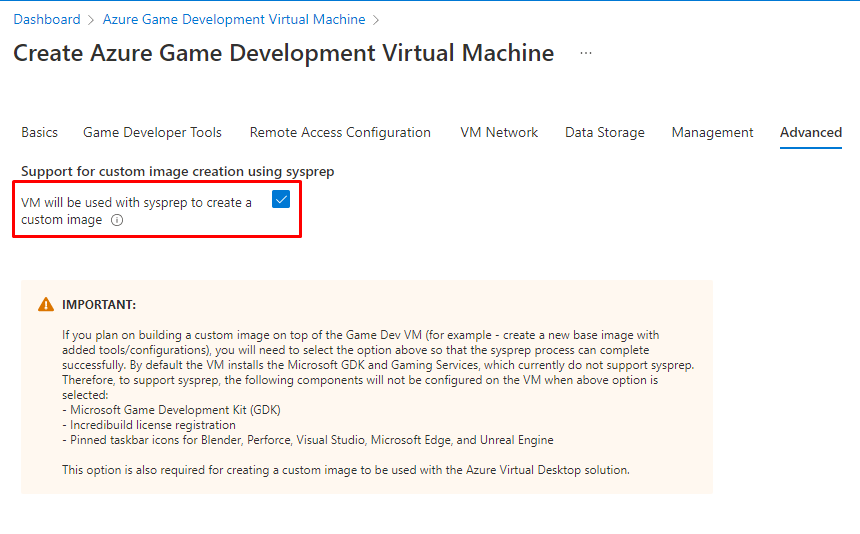 Dashboard > Azure Game Development Virtual Machine >
Create Azure Game Development Virtual Machine ...
Basics Game Developer Tools Remote Access Configuration VM Network Data Storage Management Advanced
Support for custom image creation using sysprep
VM will be used with sysprep to create a
custom image
IMPORTANT:
If you plan on building a custom image on top of the Game Dev VM (for example - create a new base image with
added tools/configurations), you will need to select the option above so that the sysprep process can complete
successfully. By default the VM installs the Microsoft GDK and Gaming Services, which currently do not support sysprep.
Therefore, to support sysprep, the following components will not be configured on the VM when above option is
selected:
- Microsoft Game Development Kit (GDK)
- Incredibuild license registration
- Pinned taskbar icons for Blender, Perforce, Visual Studio, Microsoft Edge, and Unreal Engine
This option is also required for creating a custom image to be used with the Azure Virtual Desktop solution.